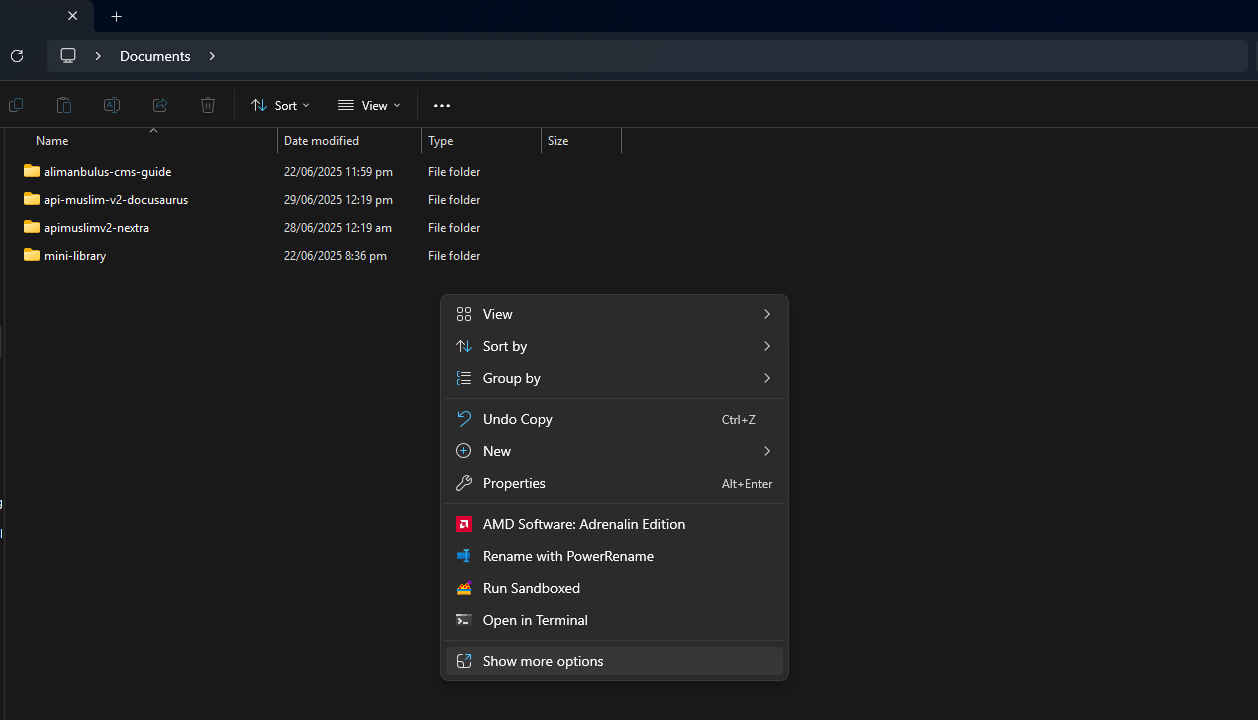 Documents
Sort
View
Name Date modified Type Size
alimanbulus-cms-guide 22/06/2025 11:59 pm File folder
api-muslim-v2-docusaurus 29/06/2025 12:19 pm File folder
apimuslimv2-nextra 28/06/2025 12:19 am File folder
mini-library 22/06/2025 8:36 pm File folder
View
Sort by
Group by
Undo Copy Ctrl+Z
New
Properties Alt+Enter
AMD Software: Adrenalin Edition
Rename with PowerRename
Run Sandboxed
Open in Terminal
Show more options